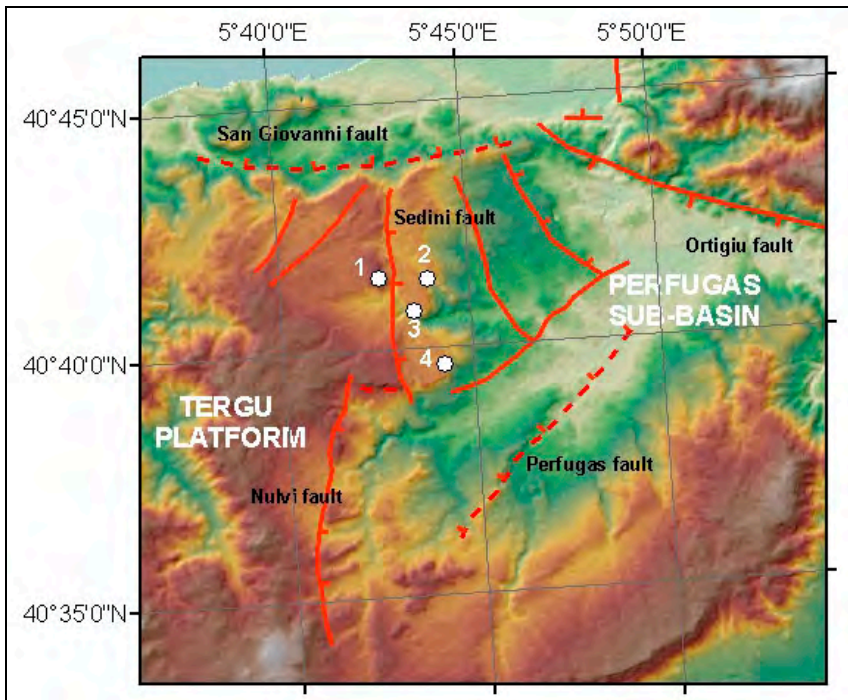 5°40'0"E
5°45'0"E
5°50'0"E
40°45'0"N
San Giovanni fault
Sedini fault
Ortigiu fault
1
2
PERFUGAS
SUB-BASIN
3
40°40'0"N
4
TERGU
PLATFORM
Perfugas fault
Nulvi fault
40°35'0"N